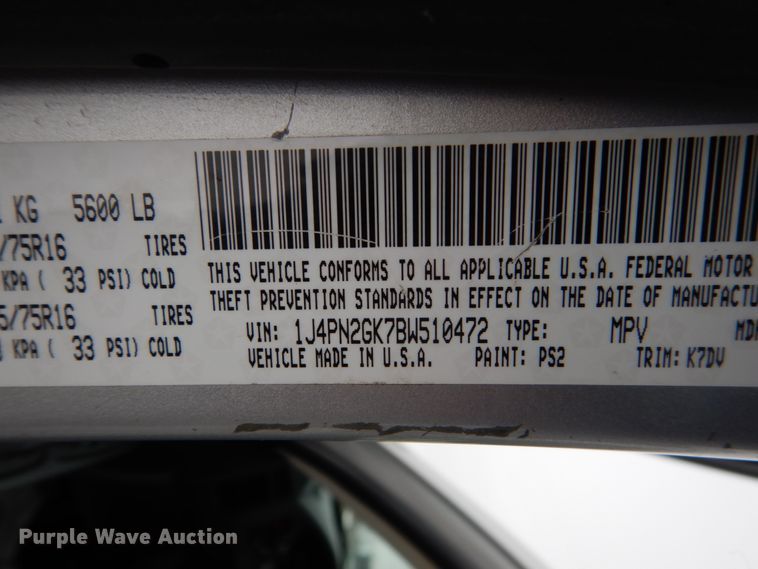 KG 5600 LB
/75R16 TIRES
KPA ( 33 PSI) COLD
5/75R16 TIRES
KPA ( 33 PSI) COLD
THIS VEHICLE CONFORMS TO ALL APPLICABLE U.S.A. FEDERAL MOTOR
THEFT PREVENTION STANDARDS IN EFFECT ON THE DATE OF MANUFACTU
VIN: 1J4PN2GK7BW510472 TYPE: MPV MD
VEHICLE MADE IN U.S.A. PAINT: PS2 TRIM: K7DV
Purple Wave Auction